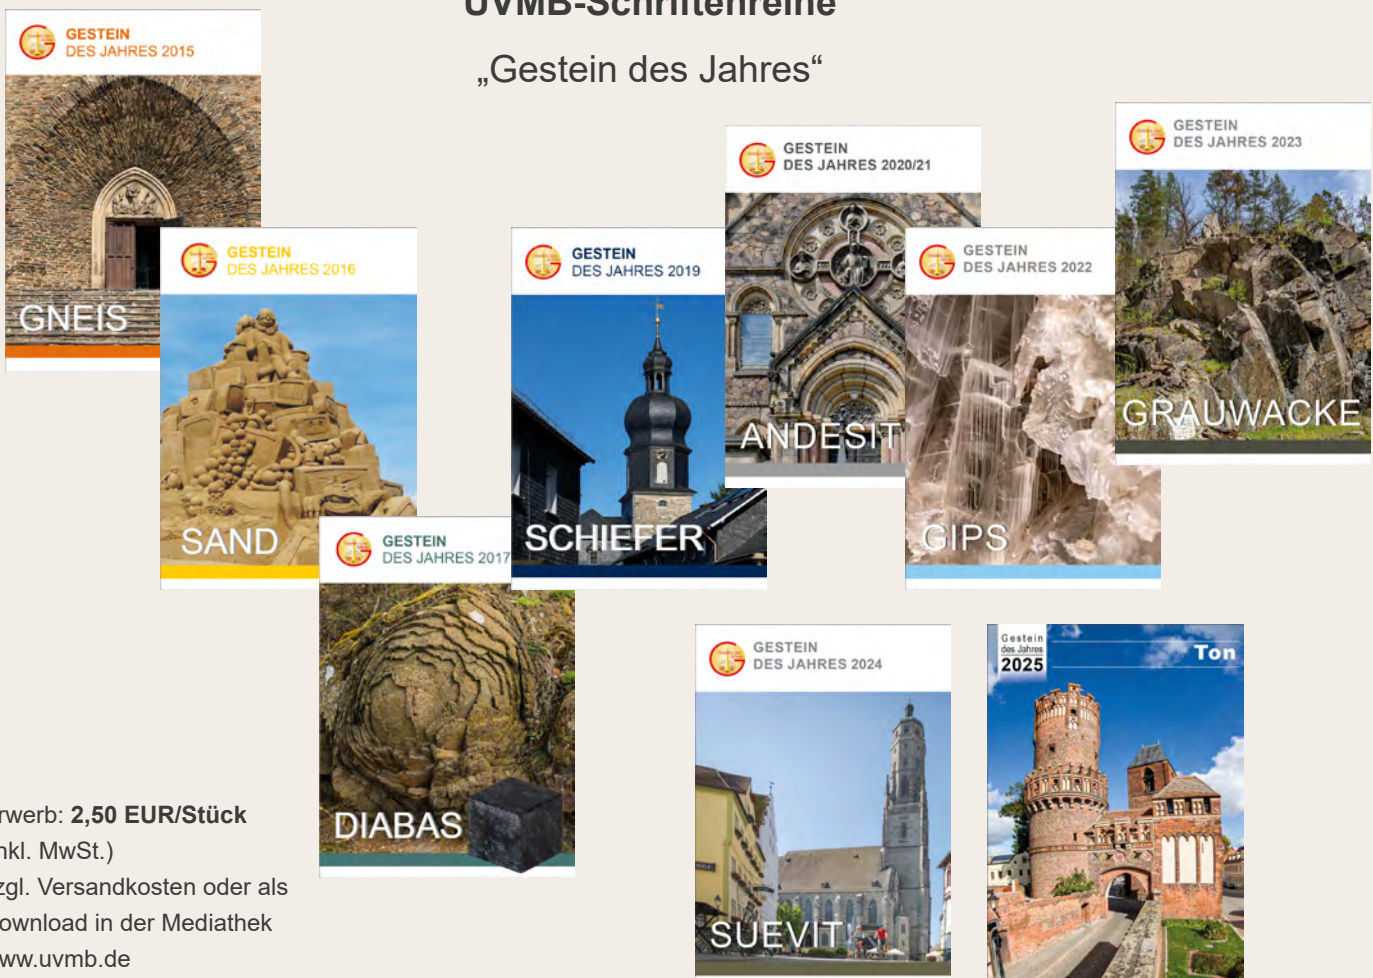 UVMB-Schriftenreihe
„Gestein des Jahres“
GESTEIN
DES JAHRES 2015
GNEIS
GESTEIN
DES JAHRES 2016
SAND
GESTEIN
DES JAHRES 2017
DIABAS
GESTEIN
DES JAHRES 2019
SCHIEFER
GESTEIN
DES JAHRES 2020/21
ANDESIT
GESTEIN
DES JAHRES 2022
GIPS
GESTEIN
DES JAHRES 2023
GRAUWACKE
GESTEIN
DES JAHRES 2024
SUEVIT
Gestein
des Jahres
2025
Ton
rwerb: 2,50 EUR/Stück
nkl. MwSt.)
zgl. Versandkosten oder als
ownload in der Mediathek
ww.uvmb.de